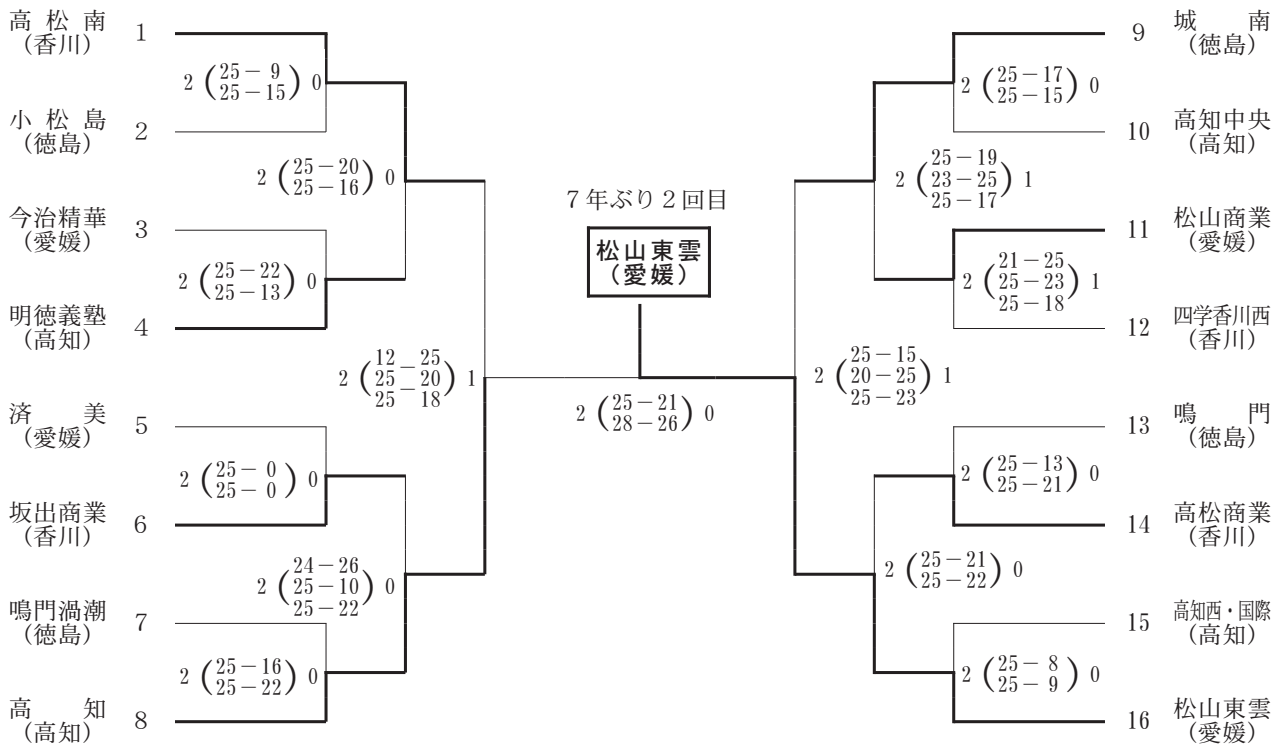 高松南
（香川）
1
2 (25－9 25－15) 0
小松島
（徳島）
2
2 (25－20 25－16) 0
今治精華
（愛媛）
3
2 (25－22 25－13) 0
明徳義塾
（高知）
4
2 (12－25 25－20 25－18) 1
済美
（愛媛）
5
2 (25－0 25－0) 0
坂出商業
（香川）
6
2 (24－26 25－10 25－22) 0
鳴門渦潮
（徳島）
7
2 (25－16 25－22) 0
高知
（高知）
8
7年ぶり2回目
松山東雲
（愛媛）
2 (25－21 28－26) 0
9
城南
（徳島）
2 (25－17 25－15) 0
10
高知中央
（高知）
2 (25－19 23－25 25－17) 1
11
松山商業
（愛媛）
2 (21－25 25－23 25－18) 1
12
四学香川西
（香川）
2 (25－15 20－25 25－23) 1
13
鳴門
（徳島）
2 (25－13 25－21) 0
14
高松商業
（香川）
2 (25－21 25－22) 0
15
高知西・国際
（高知）
2 (25－8 25－9) 0
16
松山東雲
（愛媛）